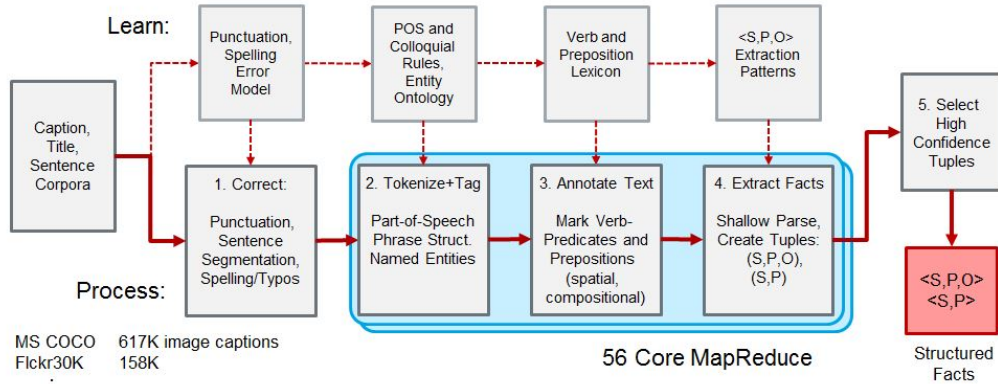 Learn:
Punctuation,
Spelling
Error
Model
POS and
Colloquial
Rules,
Entity
Ontology
Verb and
Preposition
Lexicon
<S,P,O>
Extraction
Patterns
Caption,
Title,
Sentence
Corpora
1. Correct:
Punctuation,
Sentence
Segmentation,
Spelling/Typos
2. Tokenize+Tag
Part-of-Speech
Phrase Struct.
Named Entities
3. Annotate Text
Mark Verb-
Predicates and
Prepositions
(spatial,
compositional)
4. Extract Facts
Shallow Parse,
Create Tuples:
(S,P,O),
(S,P)
5. Select
High
Confidence
Tuples
<S,P,O>
<S,P>
Structured
Facts
Process:
56 Core MapReduce
MS COCO 617K image captions
Flckr30K 158K